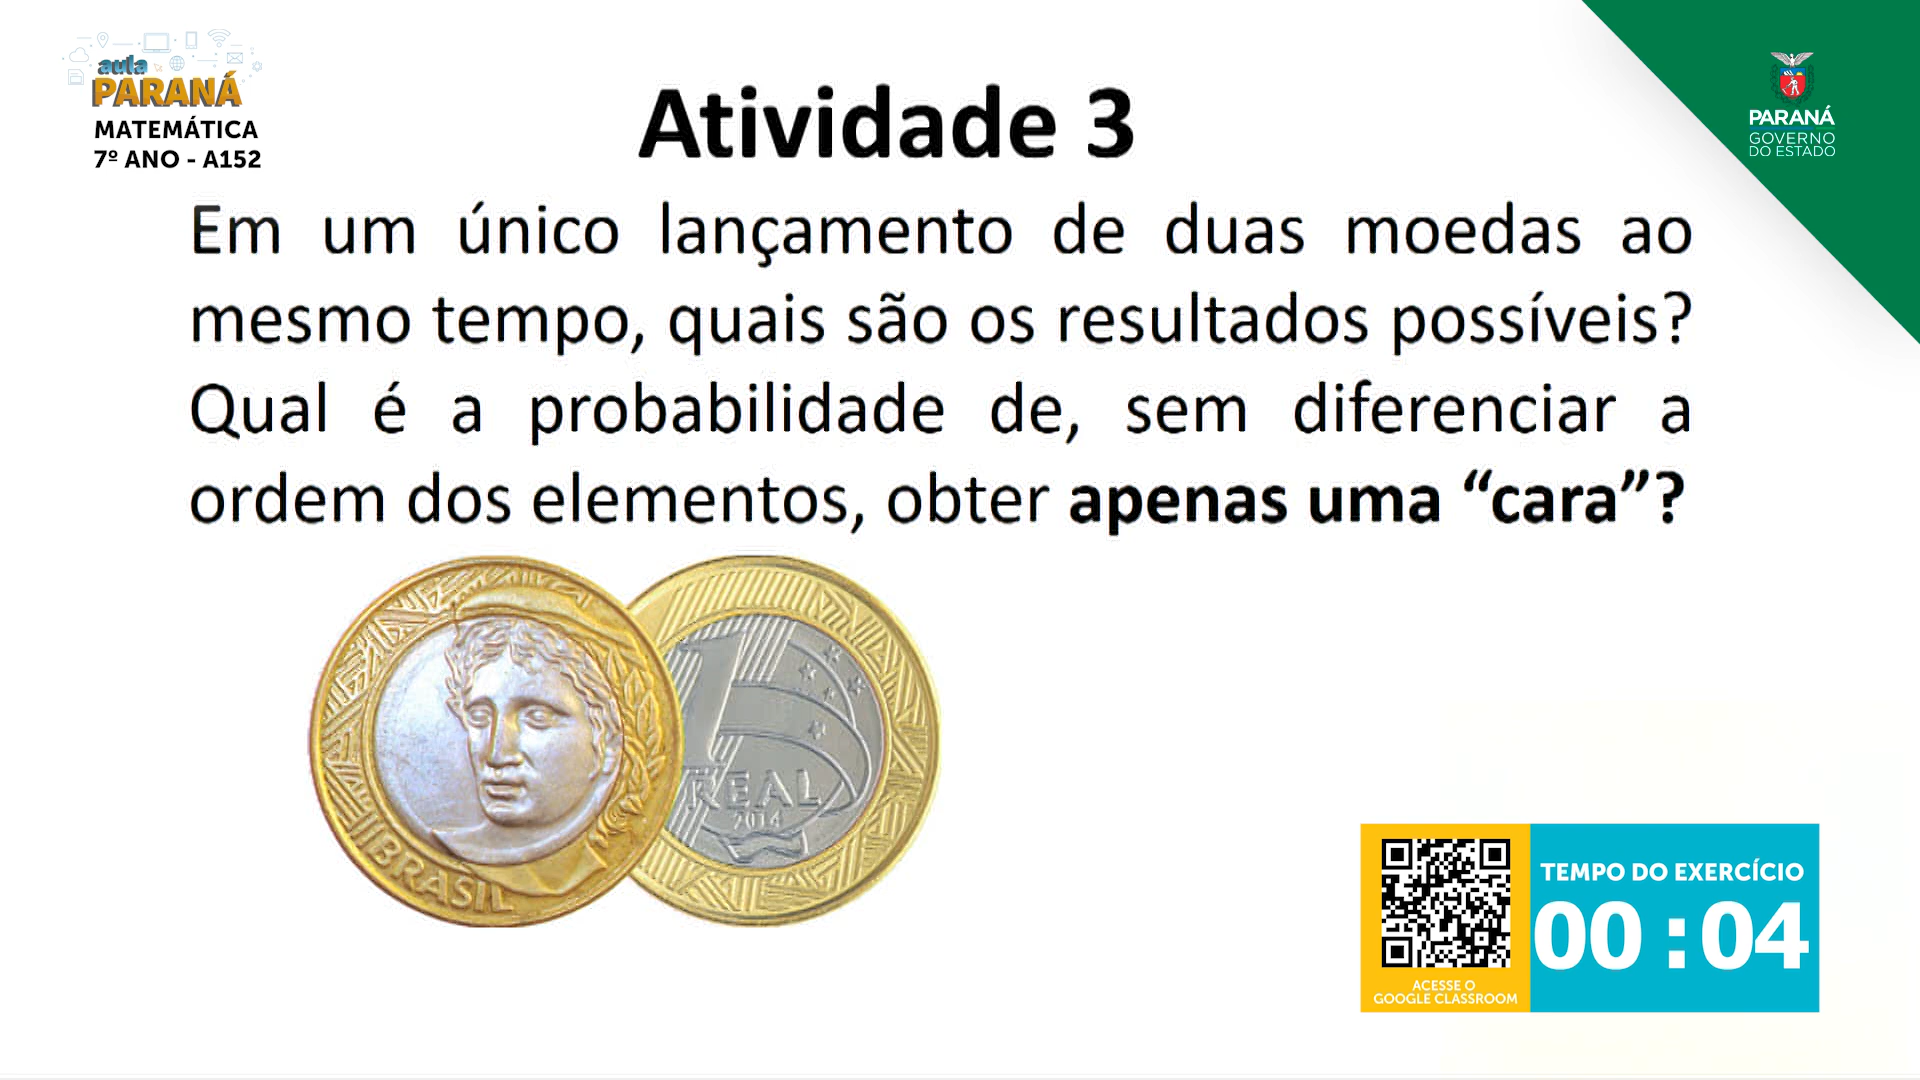 aula
PARANÁ
MATEMÁTICA
7º ANO - A152
PARANÁ
GOVERNO
DO ESTADO
Atividade 3
Em um único lançamento de duas moedas ao
mesmo tempo, quais são os resultados possíveis?
Qual é a probabilidade de, sem diferenciar a
ordem dos elementos, obter apenas uma “cara”?
BRASIL
1
REAL
2014
TEMPO DO EXERCÍCIO
00 : 04
ACESSE O
GOOGLE CLASSROOM